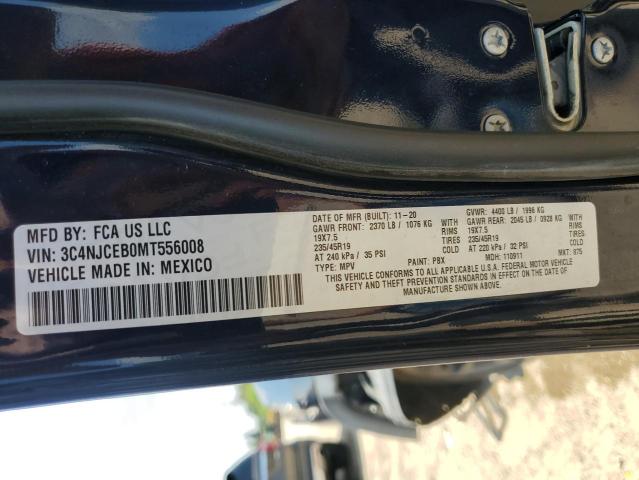 MFD BY: FCA US LLC
VIN: 3C4NJCEB0MT556008
VEHICLE MADE IN: MEXICO
DATE OF MFR (BUILT): 11-20 GVWR: 4400 LB / 1996 KG
GAWR FRONT: 2370 LB / 1076 KG WITH GAWR REAR: 2045 LB / 0928 KG WITH
19X7.5 RIMS 19X7.5 RIMS
235/45R19 TIRES 235/45R19 TIRES
AT 240 kPa / 35 PSI COLD AT 220 kPa / 32 PSI COLD
TYPE: MPV PAINT: PBX MDH: 110911 MXT: 875
THIS VEHICLE CONFORMS TO ALL APPLICABLE U.S.A. FEDERAL MOTOR VEHICLE
SAFETY AND THEFT PREVENTION STANDARDS IN EFFECT ON THE DATE OF
MANUFACTURE SHOWN ABOVE.